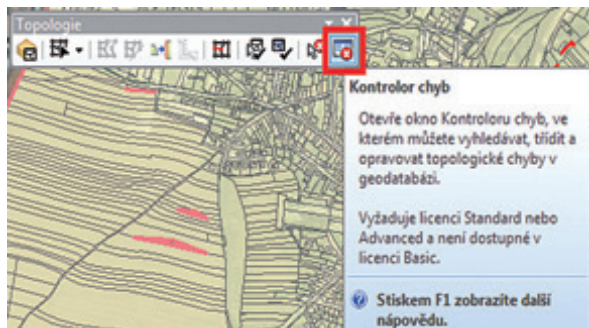 Topologie
Kontrolor chyb
Otevře okno Kontroloru chyb, ve
kterém můžete vyhledávat, třídit a
opravovat topologické chyby v
geodatabázi.
Vyžaduje licenci Standard nebo
Advanced a není dostupné v
licenci Basic.
Stiskem F1 zobrazíte další
nápovědu.